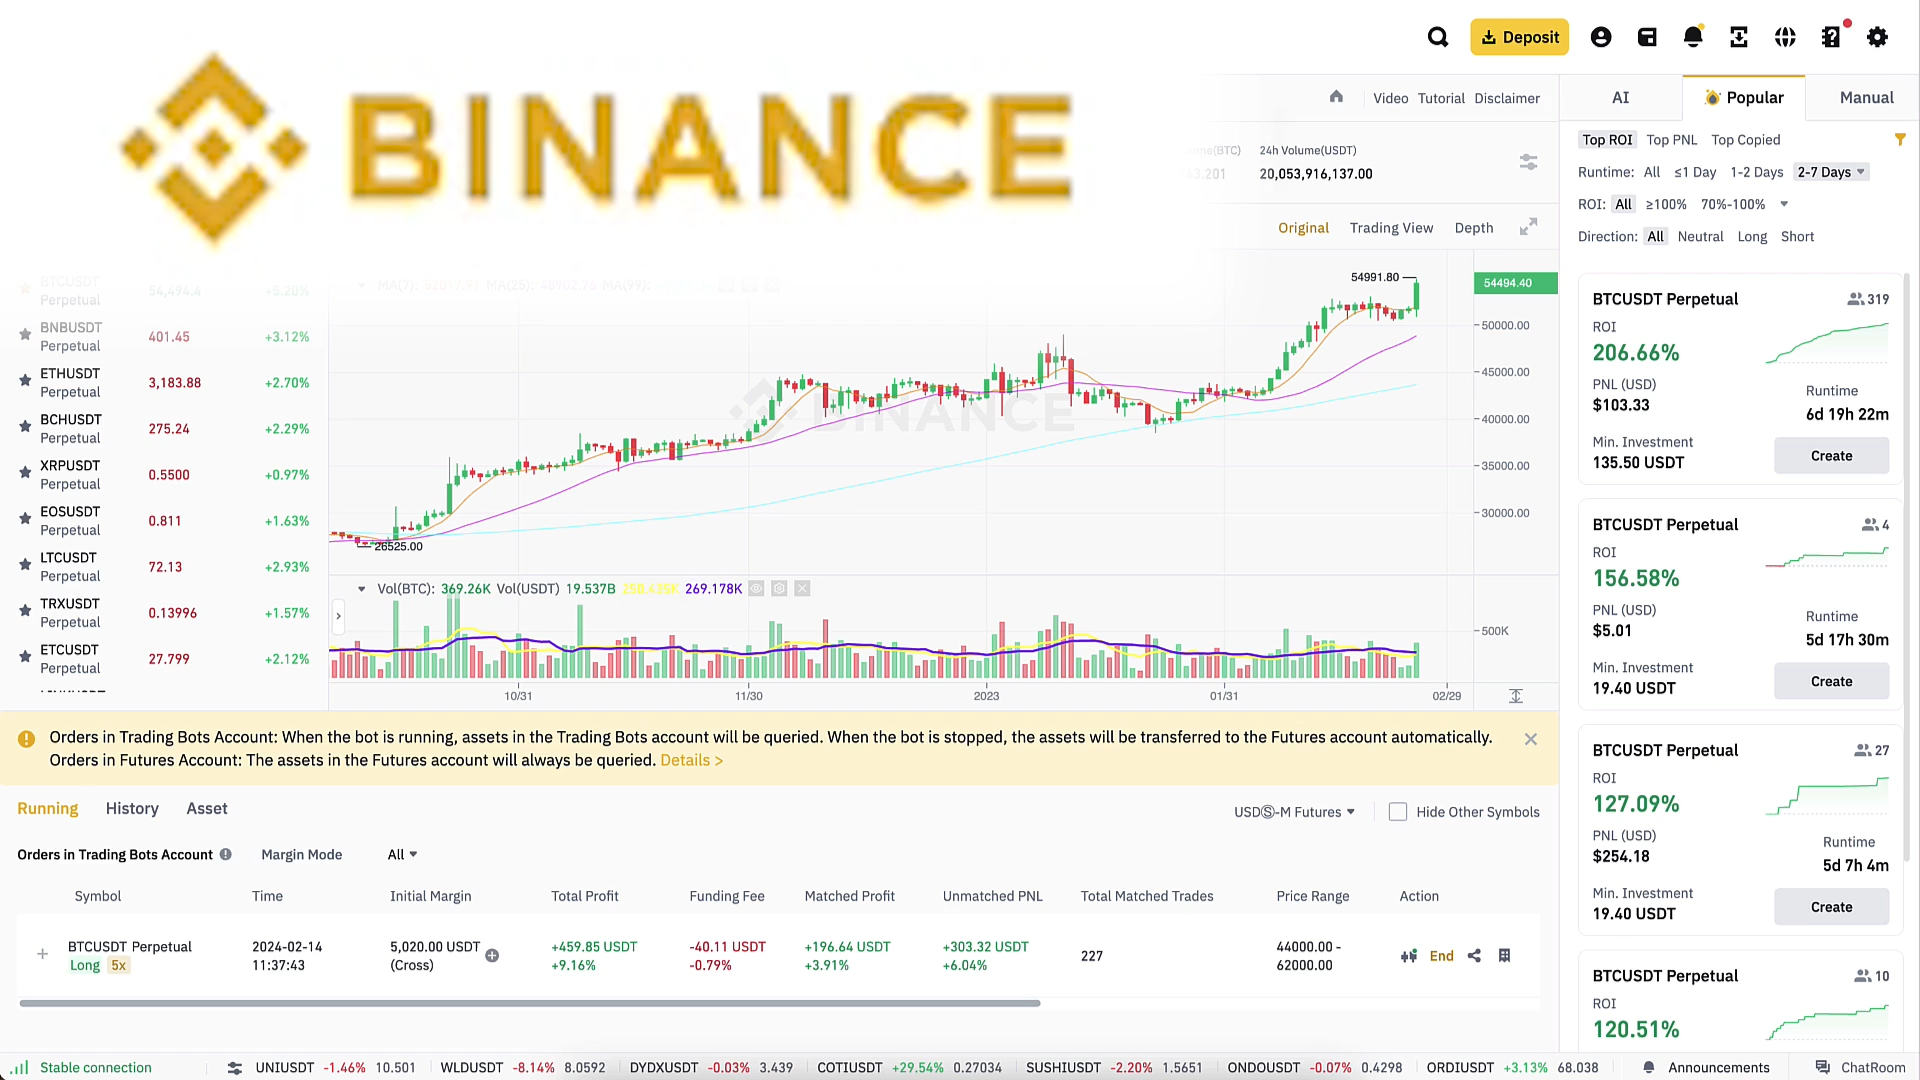 BINANCE
Deposit
Video Tutorial Disclaimer
24h Volume(USDT)
20,053,916,137.00
Original Trading View Depth
BTCUSDT
Perpetual 54,494.4 +5.20%
BNBUSDT
Perpetual 401.45 +3.12%
ETHUSDT
Perpetual 3,183.88 +2.70%
BCHUSDT
Perpetual 275.24 +2.29%
XRPUSDT
Perpetual 0.5500 +0.97%
EOSUSDT
Perpetual 0.811 +1.63%
LTCUSDT
Perpetual 72.13 +2.93%
TRXUSDT
Perpetual 0.13996 +1.57%
ETCUSDT
Perpetual 27.799 +2.12%
54991.80
54494.40
50000.00
45000.00
40000.00
35000.00
30000.00
26525.00
BINANCE
Vol(BTC): 369.26K Vol(USDT) 19.537B 269.178K
500K
10/31 11/30 2023 01/31 02/29
Orders in Trading Bots Account: When the bot is running, assets in the Trading Bots account will be queried. When the bot is stopped, the assets will be transferred to the Futures account automatically.
Orders in Futures Account: The assets in the Futures account will always be queried. Details >
Running History Asset
USDⓈ-M Futures Hide Other Symbols
Orders in Trading Bots Account Margin Mode All
Symbol Time Initial Margin Total Profit Funding Fee Matched Profit Unmatched PNL Total Matched Trades Price Range Action
BTCUSDT Perpetual 2024-02-14 5,020.00 USDT +459.85 USDT -40.11 USDT +196.64 USDT +303.32 USDT 227 44000.00 - End
Long 5x 11:37:43 (Cross) +9.16% -0.79% +3.91% +6.04% 62000.00
AI Popular Manual
Top ROI Top PNL Top Copied
Runtime: All ≤1 Day 1-2 Days 2-7 Days
ROI: All ≥100% 70%-100%
Direction: All Neutral Long Short
BTCUSDT Perpetual 319
ROI
206.66%
PNL (USD) Runtime
$103.33 6d 19h 22m
Min. Investment
135.50 USDT Create
BTCUSDT Perpetual 4
ROI
156.58%
PNL (USD) Runtime
$5.01 5d 17h 30m
Min. Investment
19.40 USDT Create
BTCUSDT Perpetual 27
ROI
127.09%
PNL (USD) Runtime
$254.18 5d 7h 4m
Min. Investment
19.40 USDT Create
BTCUSDT Perpetual 10
ROI
120.51%
Stable connection UNIUSDT -1.46% 10.501 WLDUSDT -8.14% 8.0592 DYDXUSDT -0.03% 3.439 COTIUSDT +29.54% 0.27034 SUSHIUSDT -2.20% 1.5651 ONDOUSDT -0.07% 0.4298 ORDIUSDT +3.13% 68.038 Announcements ChatRoom